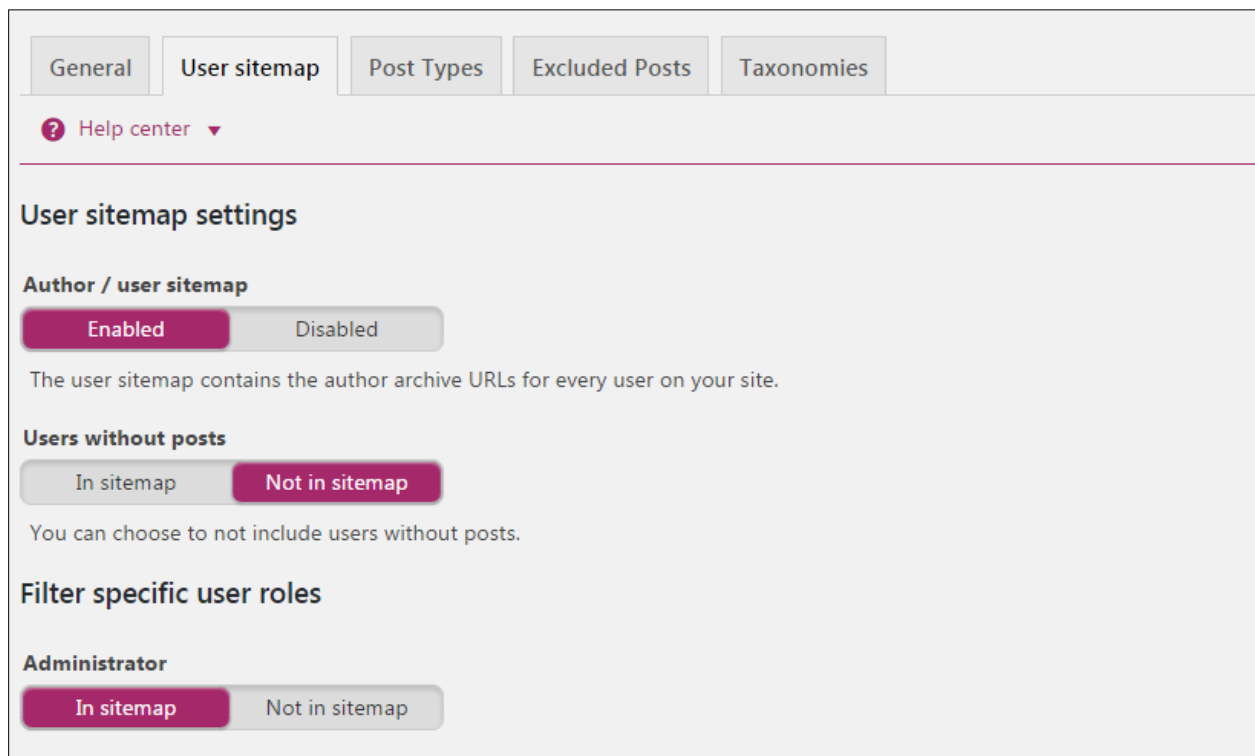 General User sitemap Post Types Excluded Posts Taxonomies
? Help center
User sitemap settings
Author / user sitemap
Enabled Disabled
The user sitemap contains the author archive URLs for every user on your site.
Users without posts
In sitemap Not in sitemap
You can choose to not include users without posts.
Filter specific user roles
Administrator
In sitemap Not in sitemap